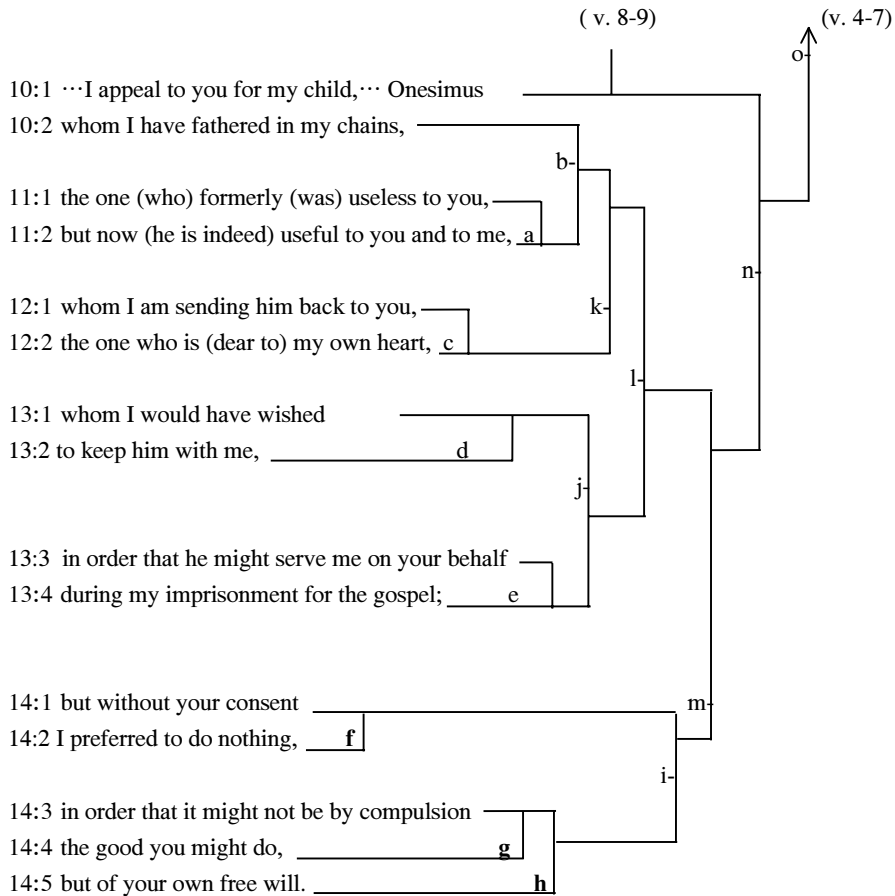 ( v. 8-9) (v. 4-7)
o-
10:1 ⋯I appeal to you for my child,⋯ Onesimus
10:2 whom I have fathered in my chains,
b-
11:1 the one (who) formerly (was) useless to you,
11:2 but now (he is indeed) useful to you and to me, a
n-
12:1 whom I am sending him back to you,
k-
12:2 the one who is (dear to) my own heart, c
l-
13:1 whom I would have wished
13:2 to keep him with me, d
j-
13:3 in order that he might serve me on your behalf
13:4 during my imprisonment for the gospel; e
14:1 but without your consent
m-
14:2 I preferred to do nothing, f
i-
14:3 in order that it might not be by compulsion
14:4 the good you might do, g
14:5 but of your own free will. h